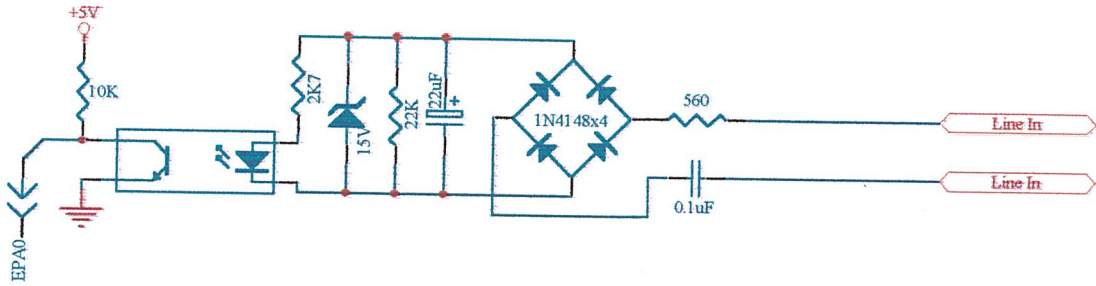 +5V
10K
2K7
15V
22K
22uF
+
1N4148x4
560
Line In
Line In
0.1uF
EPA0